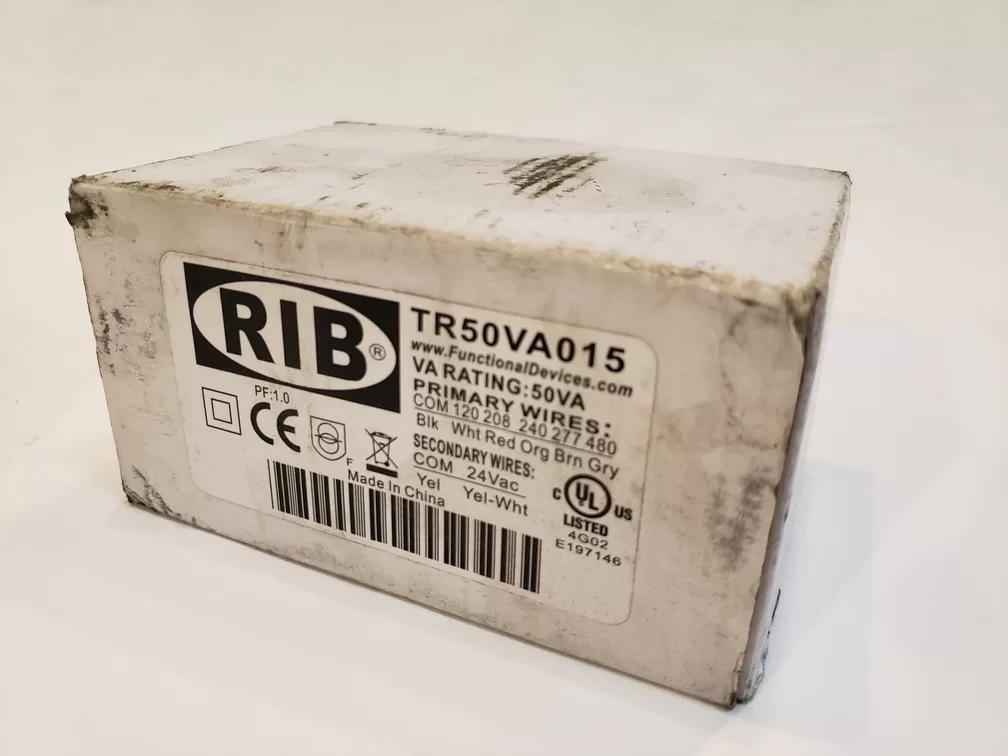 RIB®
TR50VA015
www.FunctionalDevices.com
VA RATING:50VA
PRIMARY WIRES:
COM 120 208 240 277 480
Blk Wht Red Org Brn Gry
SECONDARY WIRES:
COM 24Vac
Yel Yel-Wht
PF:1.0
CE
F
Made In China
C UL US
LISTED
4G02
E197146